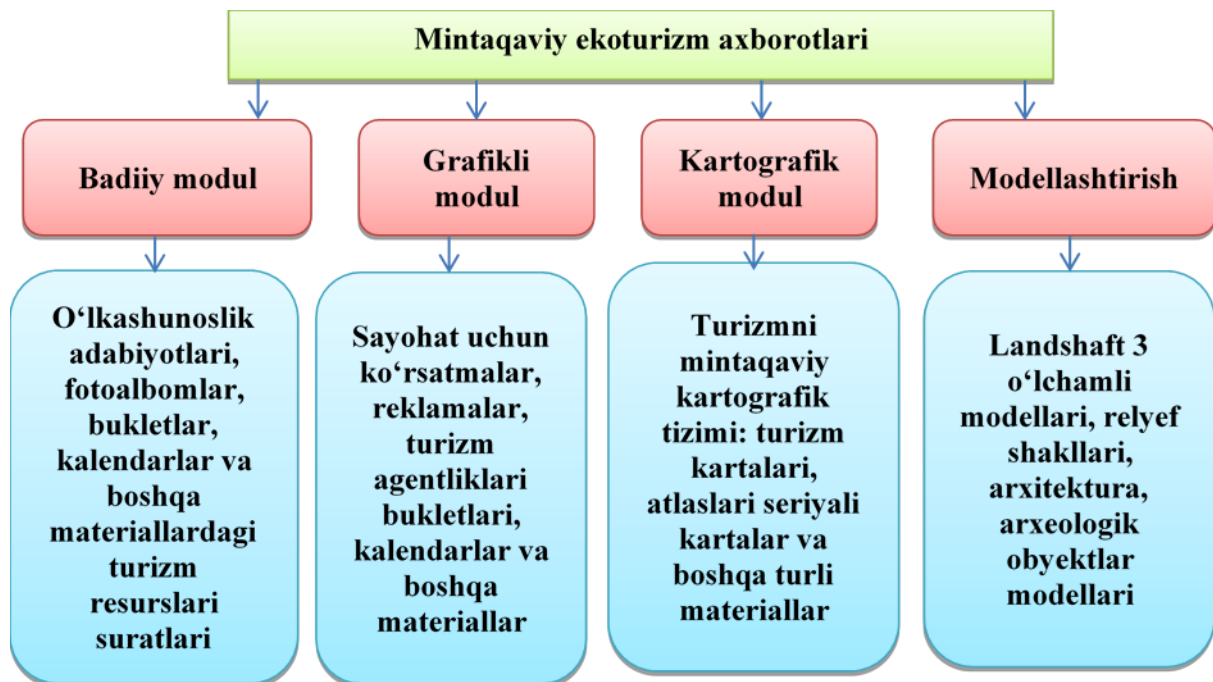 Mintaqaviy ekoturizm axborotlari
Badiiy modul
Grafikli
modul
Kartografik
modul
Modellashtirish
O‘lkashunoslik
adabiyotlari,
fotoalbomlar,
bukletlar,
kalendarlar va
boshqa
materiallardagi
turizm
resurslari
suratlari
Sayohat uchun
ko‘rsatmalar,
reklamalar,
turizm
agentliklari
bukletlari,
kalendarlar va
boshqa
materiallar
Turizmni
mintaqaviy
kartografik
tizimi: turizm
kartalari,
atlaslari seriyali
kartalar va
boshqa turli
materiallar
Landshaft 3
o‘lchamli
modellari, relyef
shakllari,
arxitektura,
arxeologik
obyektlar
modellari